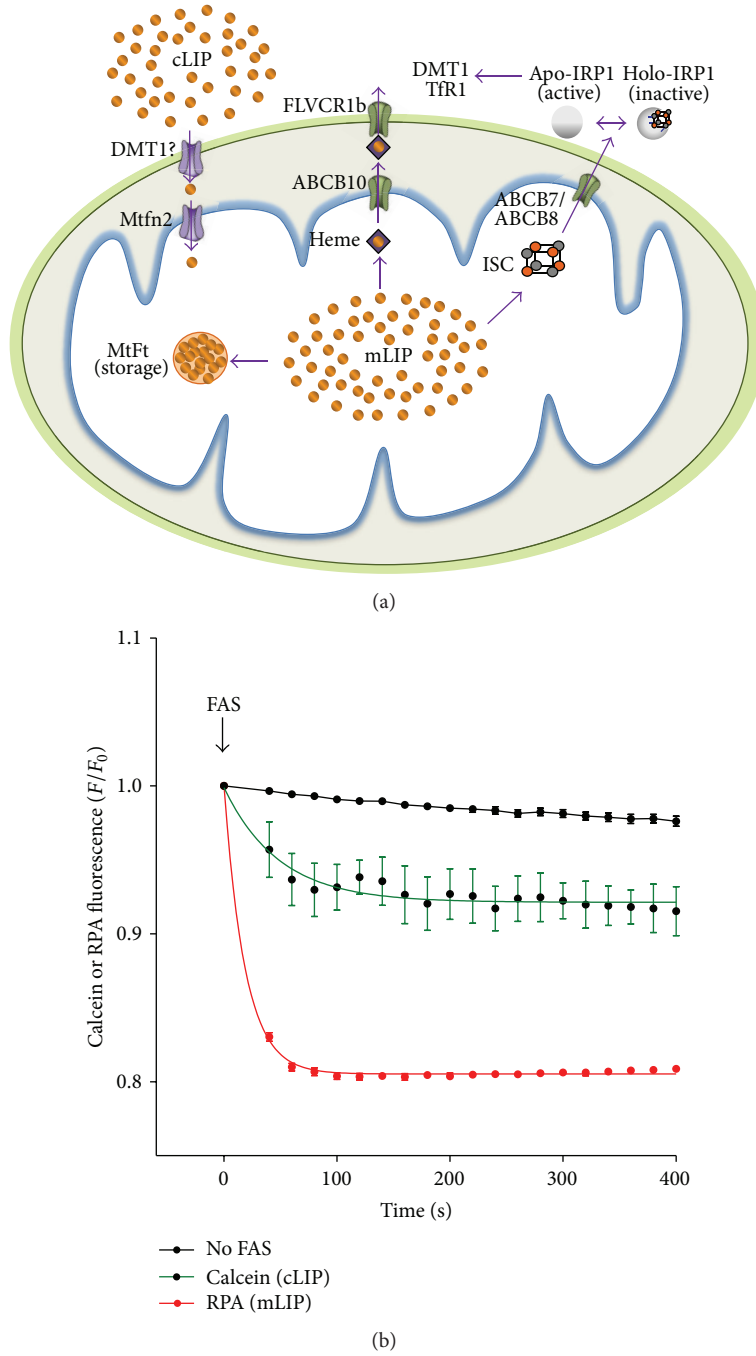 cLIP
DMT1?
Mtfn2
FLVCR1b
ABCB10
Heme
DMT1
TfR1
Apo-IRP1
(active)
Holo-IRP1
(inactive)
ABCB7/
ABCB8
ISC
MtFt
(storage)
mLIP
(a)
1.1
FAS
1.0
0.9
0.8
Calcein or RPA fluorescence (F/F0)
0
100
200
300
400
Time (s)
No FAS
Calcein (cLIP)
RPA (mLIP)
(b)